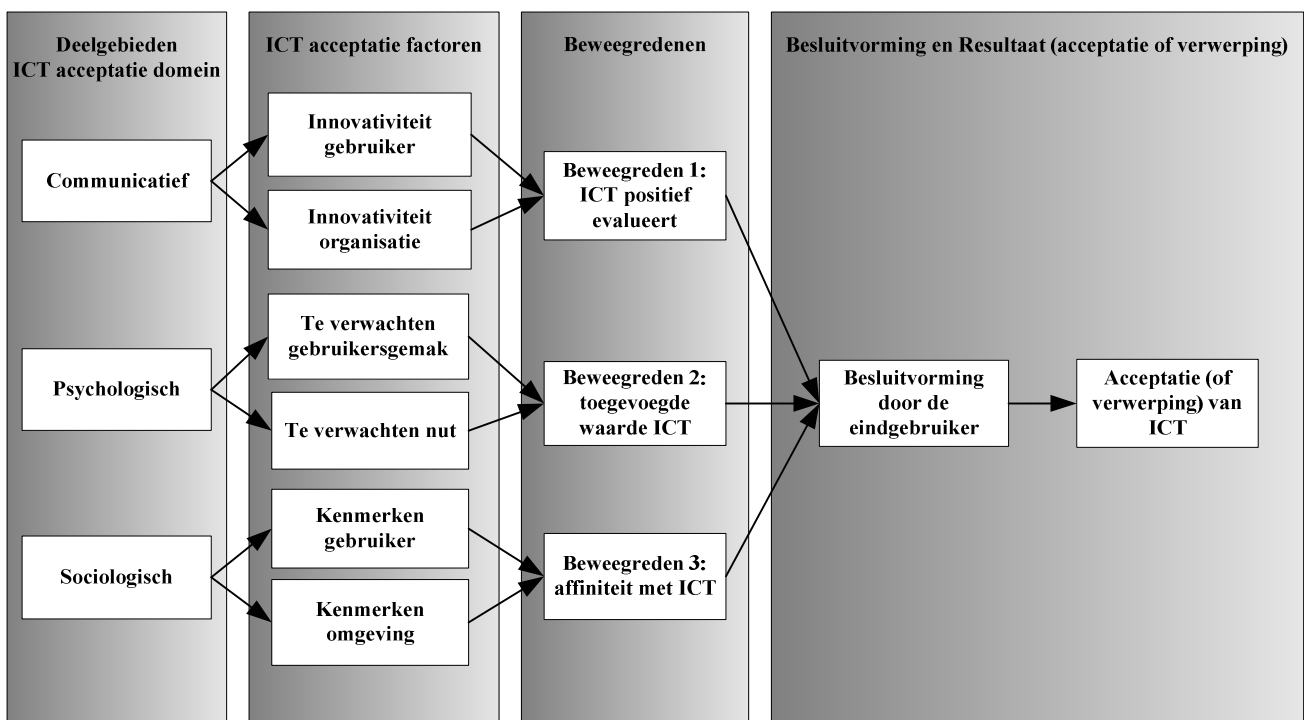 Deelgebieden
ICT acceptatie domein
Communicatief
Psychologisch
Sociologisch
ICT acceptatie factoren
Innovativiteit
gebruiker
Innovativiteit
organisatie
Te verwachten
gebruikersgemak
Te verwachten nut
Kenmerken
gebruiker
Kenmerken
omgeving
Beweegredenen
Beweegreden 1:
ICT positief
evalueert
Beweegreden 2:
toegevoegde
waarde ICT
Beweegreden 3:
affiniteit met ICT
Besluitvorming en Resultaat (acceptatie of verwerping)
Besluitvorming
door de
eindgebruiker
Acceptatie (of
verwerping) van
ICT